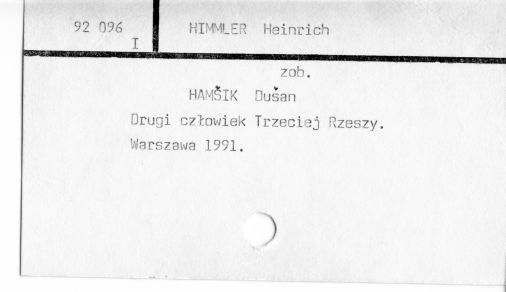 92 096
I
HIMMLER Heinrich
zob.
HAMŠIK Dušan
Drugi człowiek Trzeciej Rzeszy.
Warszawa 1991.